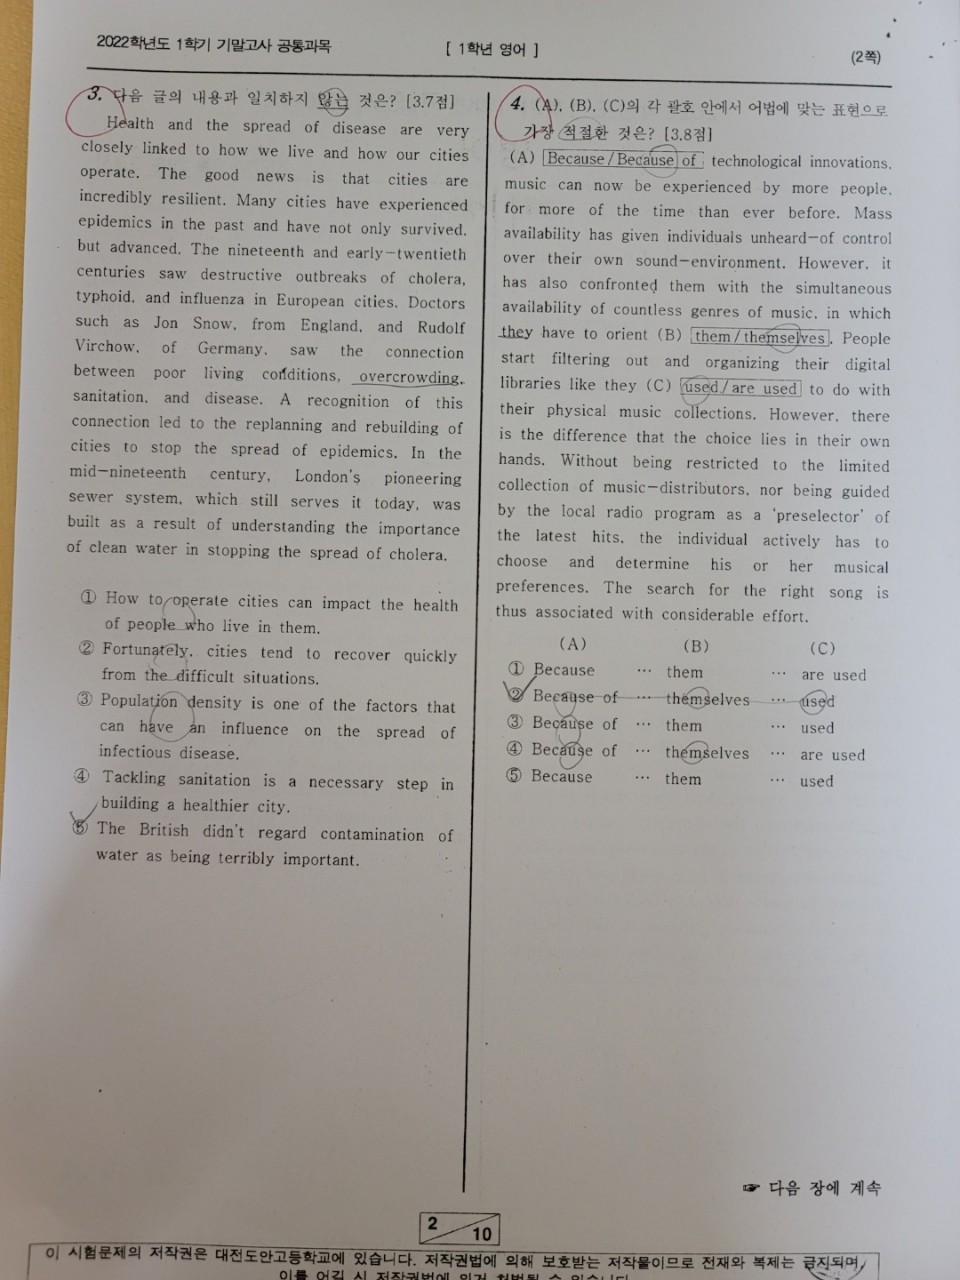 2022학년도 1학기 기말고사 공통과목
[ 1학년 영어 ]
(2쪽)
3. 다음 글의 내용과 일치하지 않는 것은? [3.7점]
Health and the spread of disease are very
closely linked to how we live and how our cities
operate. The good news is that cities are
incredibly resilient. Many cities have experienced
epidemics in the past and have not only survived,
but advanced. The nineteenth and early-twentieth
centuries saw destructive outbreaks of cholera,
typhoid, and influenza in European cities. Doctors
such as Jon Snow, from England, and Rudolf
Virchow, of Germany, saw the connection
between poor living conditions, overcrowding,
sanitation, and disease. A recognition of this
connection led to the replanning and rebuilding of
cities to stop the spread of epidemics. In the
mid-nineteenth century, London's pioneering
sewer system, which still serves it today, was
built as a result of understanding the importance
of clean water in stopping the spread of cholera.
① How to operate cities can impact the health
of people who live in them.
② Fortunately, cities tend to recover quickly
from the difficult situations.
③ Population density is one of the factors that
can have an influence on the spread of
infectious disease.
④ Tackling sanitation is a necessary step in
building a healthier city.
⑤ The British didn't regard contamination of
water as being terribly important.
4. (A), (B), (C)의 각 괄호 안에서 어법에 맞는 표현으로
가장 적절한 것은? [3.8점]
(A) Because / Because of technological innovations,
music can now be experienced by more people,
for more of the time than ever before. Mass
availability has given individuals unheard-of control
over their own sound-environment. However, it
has also confronted them with the simultaneous
availability of countless genres of music, in which
they have to orient (B) them / themselves. People
start filtering out and organizing their digital
libraries like they (C) used / are used to do with
their physical music collections. However, there
is the difference that the choice lies in their own
hands. Without being restricted to the limited
collection of music-distributors, nor being guided
by the local radio program as a 'preselector' of
the latest hits, the individual actively has to
choose and determine his or her musical
preferences. The search for the right song is
thus associated with considerable effort.
(A) (B) (C)
① Because … them … are used
② Because of … themselves … used
③ Because of … them … used
④ Because of … themselves … are used
⑤ Because … them … used
☞ 다음 장에 계속
2 / 10
이 시험문제의 저작권은 대전도안고등학교에 있습니다. 저작권법에 의해 보호받는 저작물이므로 전재와 복제는 금지되며,
이를 어길 시 저작권법에 의거 처벌될 수 있습니다.